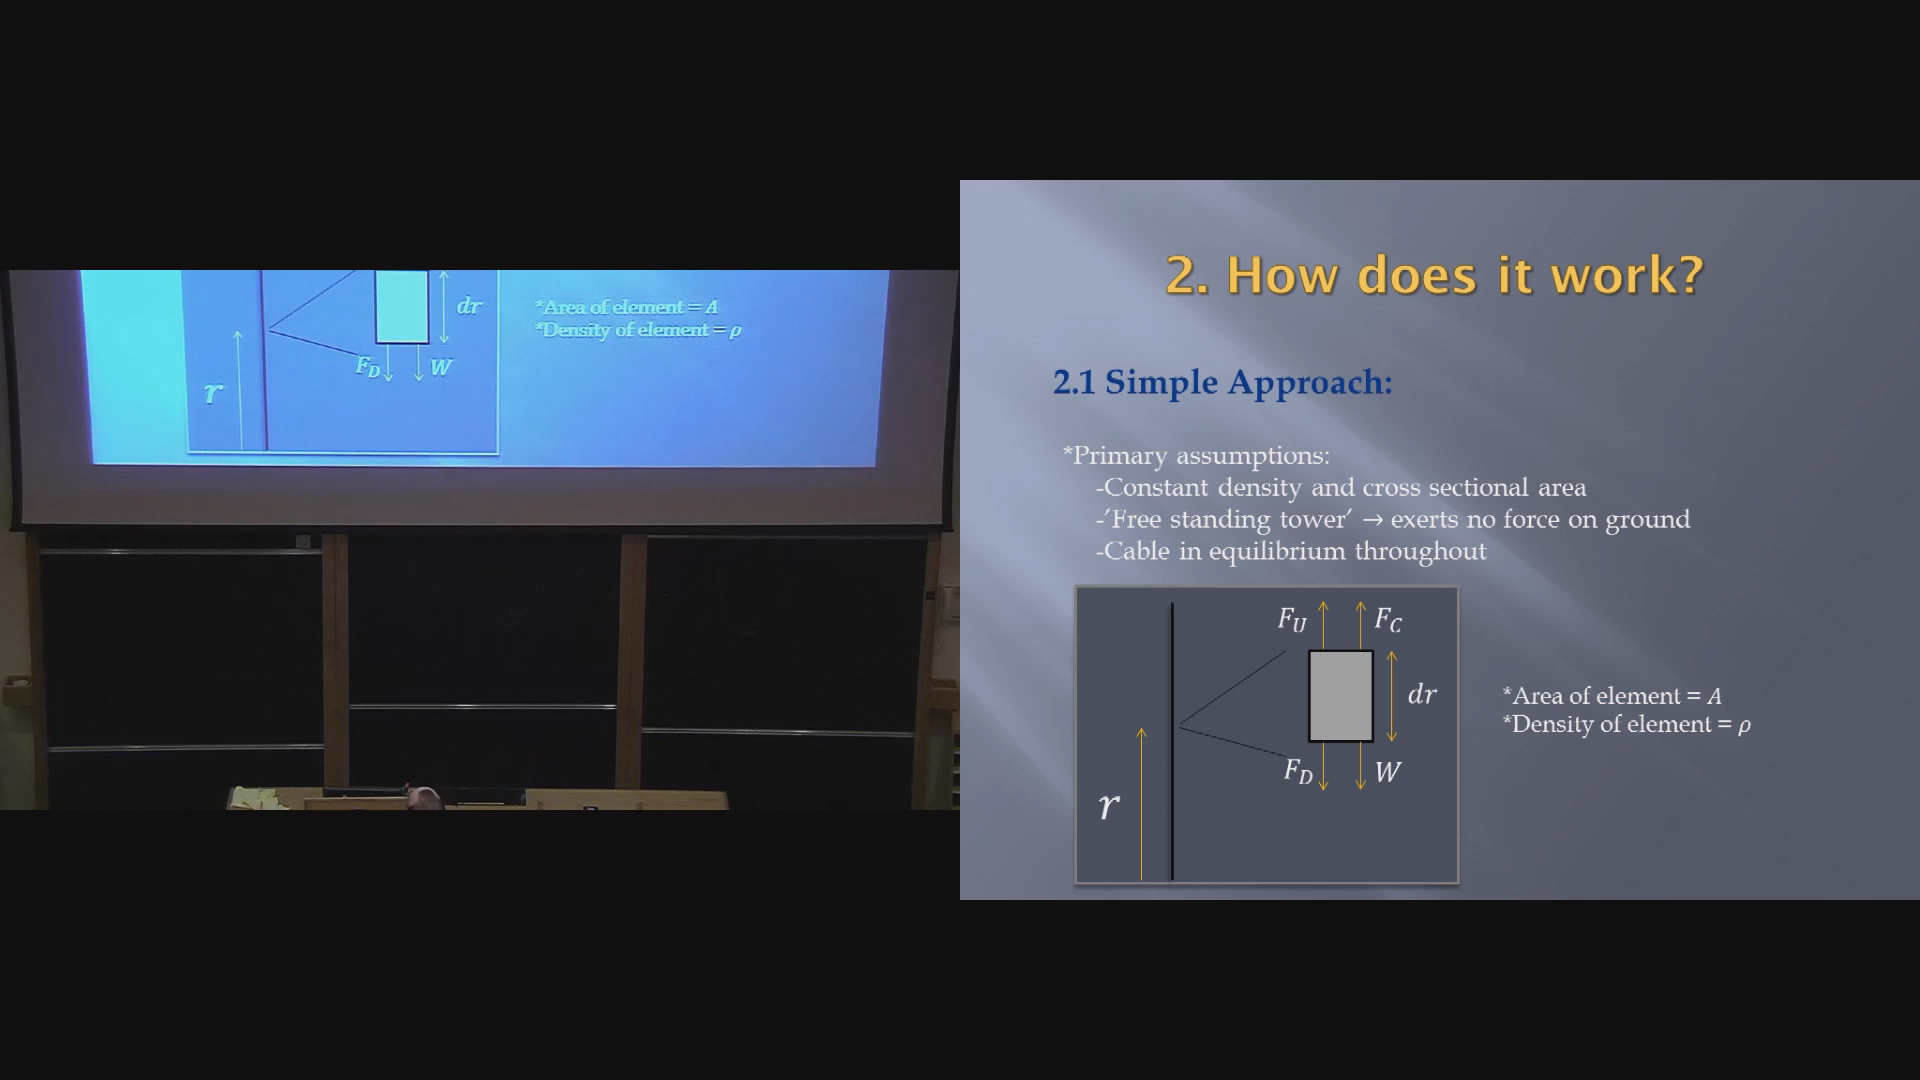 dr
*Area of element = A
*Density of element = ρ
F_D W
r
2. How does it work?
2.1 Simple Approach:
*Primary assumptions:
-Constant density and cross sectional area
-'Free standing tower' → exerts no force on ground
-Cable in equilibrium throughout
F_U F_C
dr
*Area of element = A
*Density of element = ρ
F_D W
r